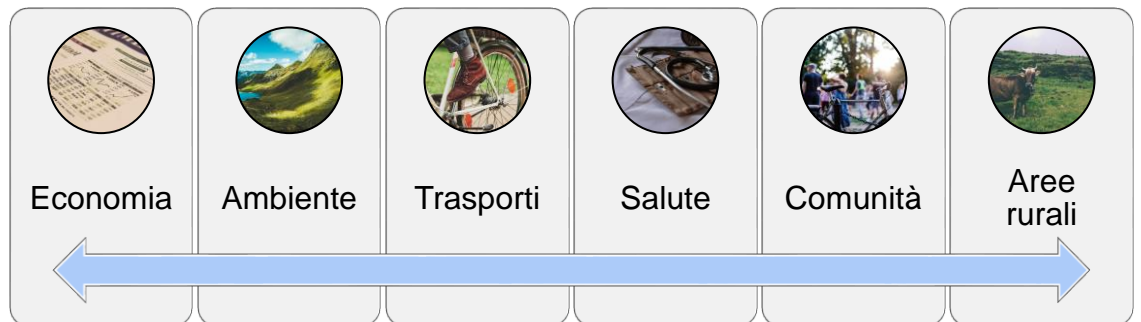 Economia
Ambiente
Trasporti
Salute
Comunità
Aree
rurali